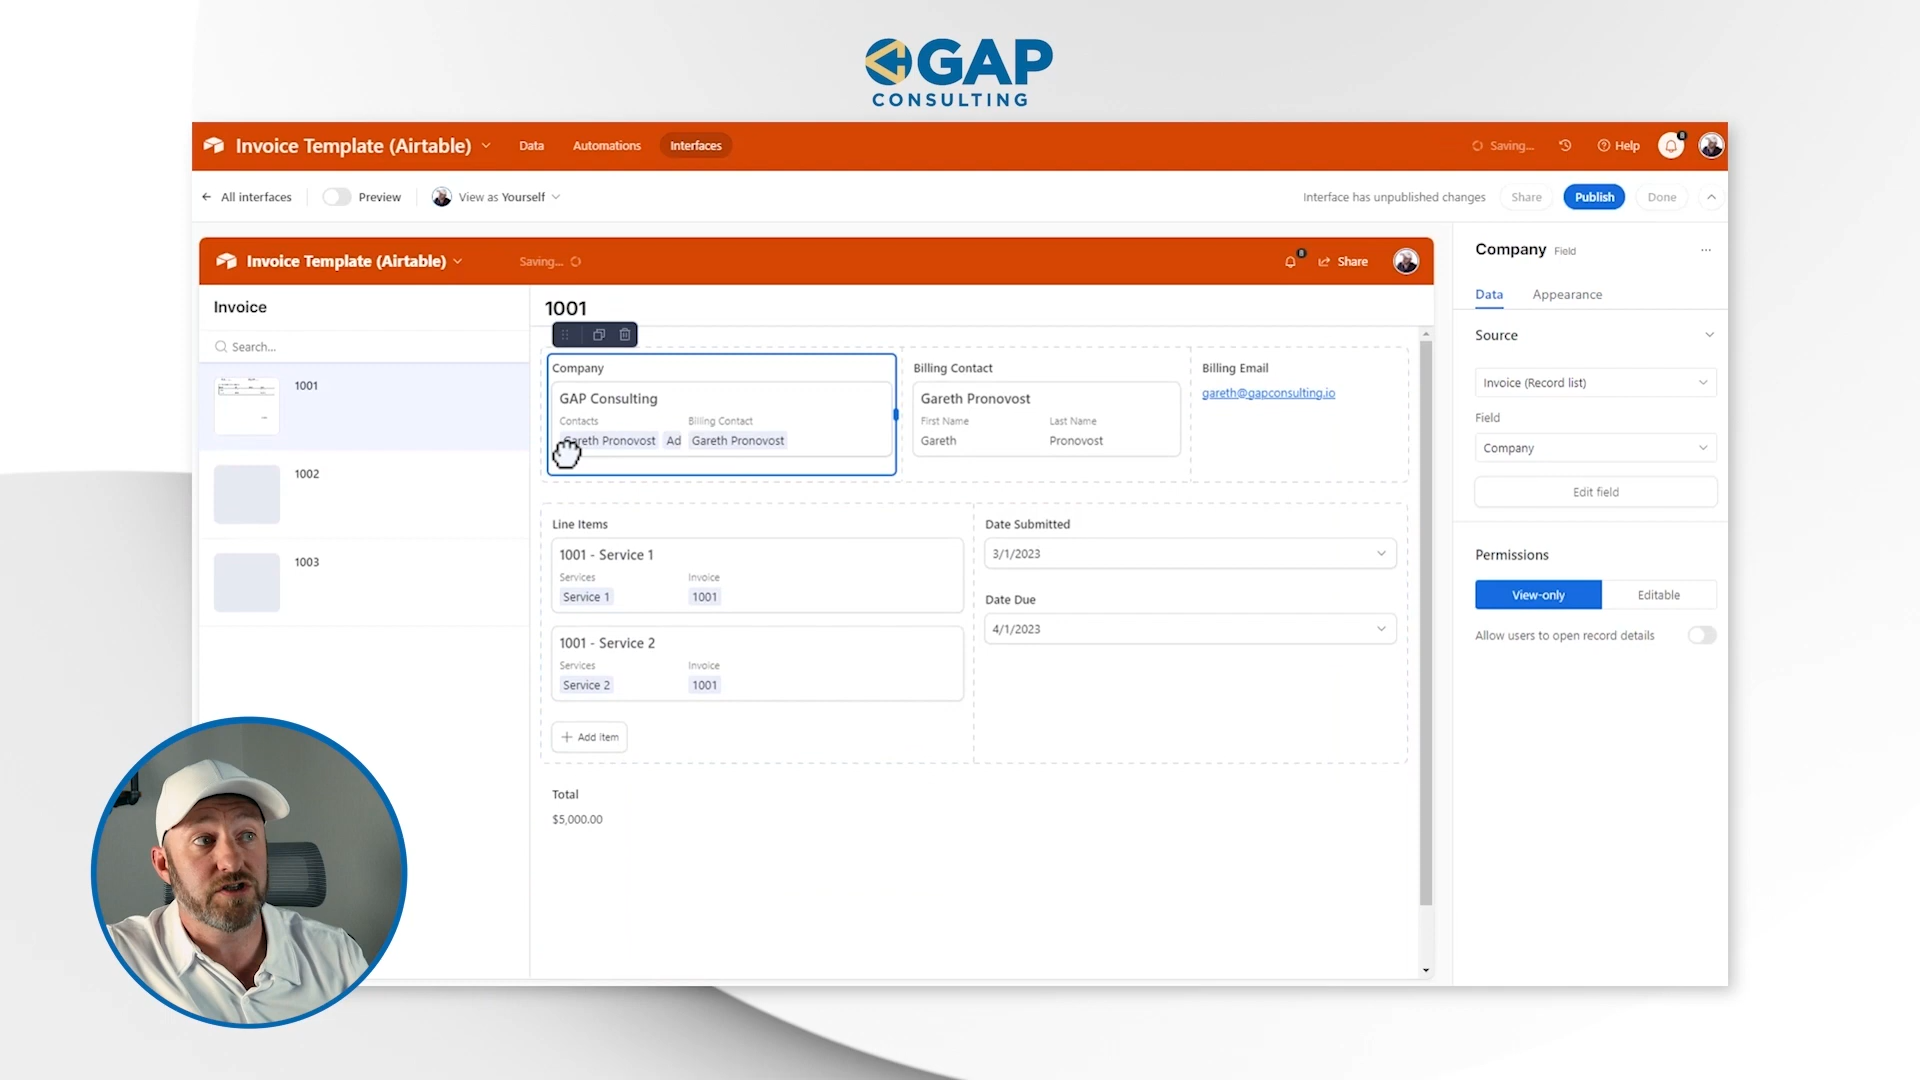 GAP
CONSULTING
Invoice Template (Airtable)
Data
Automations
Interfaces
Saving...
Help
8
All interfaces
Preview
View as Yourself
Interface has unpublished changes
Share
Publish
Done
Invoice Template (Airtable)
Saving...
8
Share
Invoice
Search...
1001
1002
1003
1001
Company
GAP Consulting
Contacts
Billing Contact
Gareth Pronovost
Ad
Gareth Pronovost
Billing Contact
Gareth Pronovost
First Name
Last Name
Gareth
Pronovost
Billing Email
gareth@gapconsulting.io
Line Items
1001 - Service 1
Services
Invoice
Service 1
1001
1001 - Service 2
Services
Invoice
Service 2
1001
+ Add item
Date Submitted
3/1/2023
Date Due
4/1/2023
Total
$5,000.00
Company Field
...
Data
Appearance
Source
Invoice (Record list)
Field
Company
Edit field
Permissions
View-only
Editable
Allow users to open record details